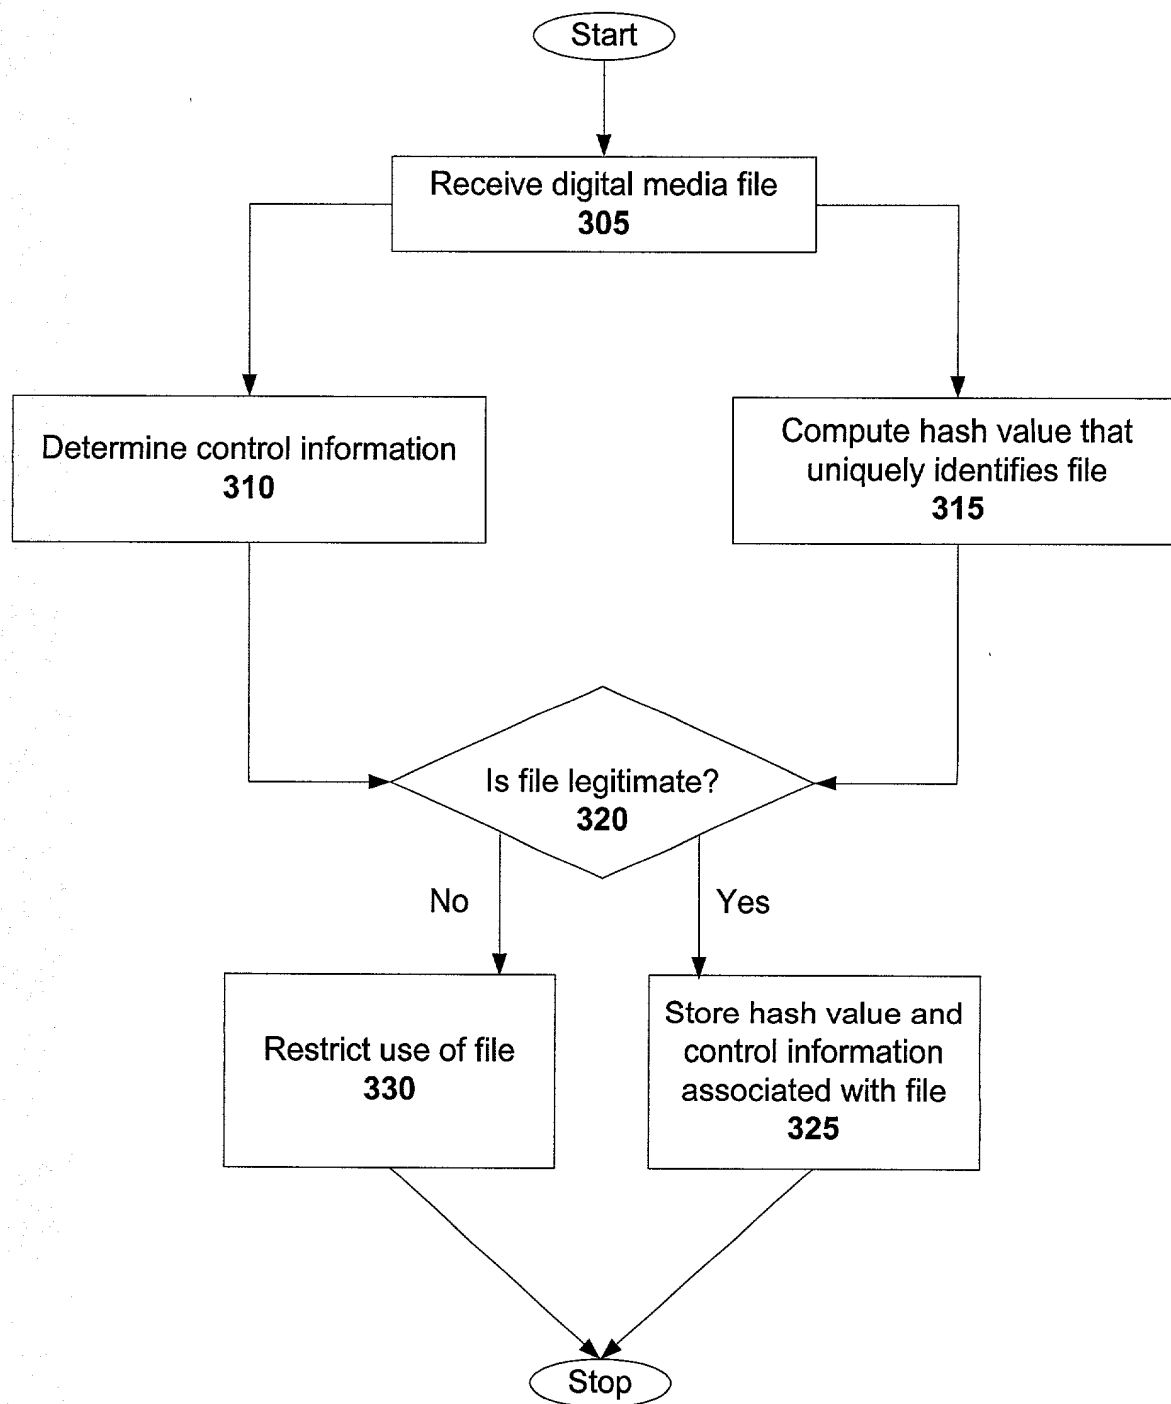 Start
Receive digital media file
305
Determine control information
310
Compute hash value that
uniquely identifies file
315
Is file legitimate?
320
No
Yes
Restrict use of file
330
Store hash value and
control information
associated with file
325
Stop